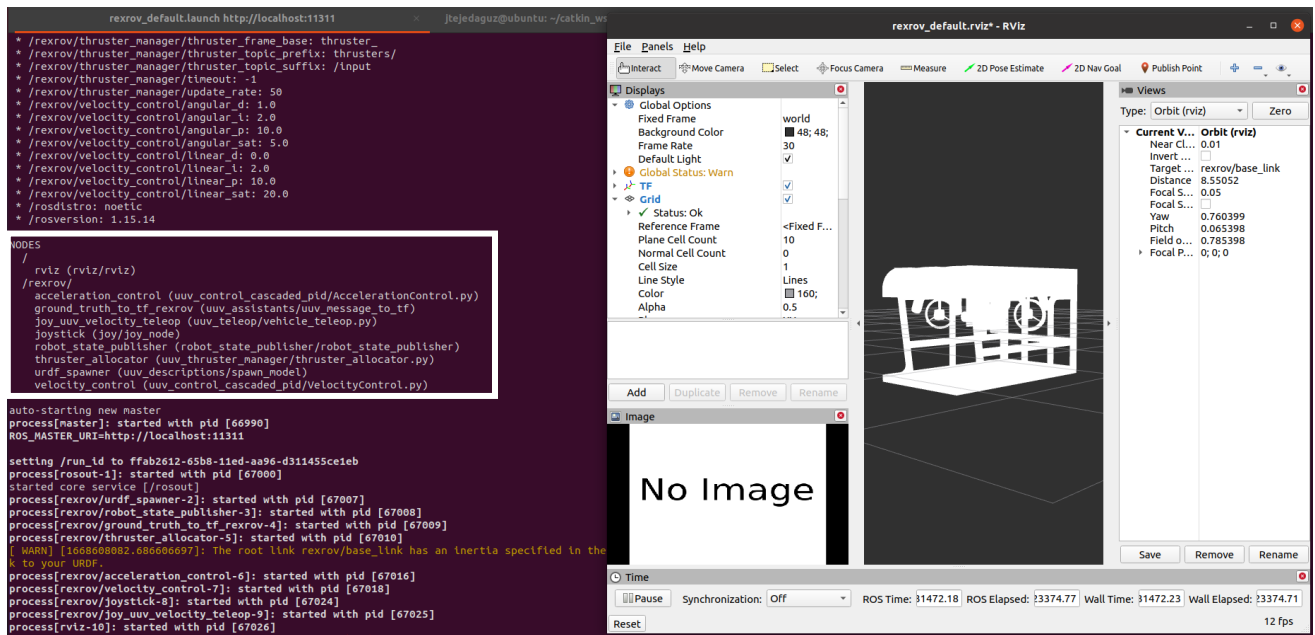 rexrov_default.launch http://localhost:11311
jtejedaguz@ubuntu: ~/catkin_ws
* /rexrov/thruster_manager/thruster_frame_base: thruster_
* /rexrov/thruster_manager/thruster_topic_prefix: thrusters/
* /rexrov/thruster_manager/thruster_topic_suffix: /input
* /rexrov/thruster_manager/timeout: -1
* /rexrov/thruster_manager/update_rate: 50
* /rexrov/velocity_control/angular_d: 1.0
* /rexrov/velocity_control/angular_i: 2.0
* /rexrov/velocity_control/angular_p: 10.0
* /rexrov/velocity_control/angular_sat: 5.0
* /rexrov/velocity_control/linear_d: 0.0
* /rexrov/velocity_control/linear_i: 2.0
* /rexrov/velocity_control/linear_p: 10.0
* /rexrov/velocity_control/linear_sat: 20.0
* /rosdistro: noetic
* /rosversion: 1.15.14
NODES
/
rviz (rviz/rviz)
/rexrov/
acceleration_control (uuv_control_cascaded_pid/AccelerationControl.py)
ground_truth_to_tf_rexrov (uuv_assistants/uuv_message_to_tf)
joy_uuv_velocity_teleop (uuv_teleop/vehicle_teleop.py)
joystick (joy/joy_node)
robot_state_publisher (robot_state_publisher/robot_state_publisher)
thruster_allocator (uuv_thruster_manager/thruster_allocator.py)
urdf_spawner (uuv_descriptions/spawn_model)
velocity_control (uuv_control_cascaded_pid/VelocityControl.py)
auto-starting new master
process[master]: started with pid [66990]
ROS_MASTER_URI=http://localhost:11311
setting /run_id to ffab2612-65b8-11ed-aa96-d311455ce1eb
process[rosout-1]: started with pid [67000]
started core service [/rosout]
process[rexrov/urdf_spawner-2]: started with pid [67007]
process[rexrov/robot_state_publisher-3]: started with pid [67008]
process[rexrov/ground_truth_to_tf_rexrov-4]: started with pid [67009]
process[rexrov/thruster_allocator-5]: started with pid [67010]
[ WARN] [1668608082.686606697]: The root link rexrov/base_link has an inertia specified in the
k to your URDF.
process[rexrov/acceleration_control-6]: started with pid [67016]
process[rexrov/velocity_control-7]: started with pid [67018]
process[rexrov/joystick-8]: started with pid [67024]
process[rexrov/joy_uuv_velocity_teleop-9]: started with pid [67025]
process[rviz-10]: started with pid [67026]
rexrov_default.rviz* - RViz
File Panels Help
Interact Move Camera Select Focus Camera Measure 2D Pose Estimate 2D Nav Goal Publish Point
Displays
Global Options
Fixed Frame world
Background Color 48; 48;
Frame Rate 30
Default Light
Global Status: Warn
TF
Grid
Status: Ok
Reference Frame <Fixed F...
Plane Cell Count 10
Normal Cell Count 0
Cell Size 1
Line Style Lines
Color 160;
Alpha 0.5
Add Duplicate Remove Rename
Image
No Image
Views
Type: Orbit (rviz) Zero
Current V... Orbit (rviz)
Near Cl... 0.01
Invert ...
Target ... rexrov/base_link
Distance 8.55052
Focal S... 0.05
Focal S...
Yaw 0.760399
Pitch 0.065398
Field o... 0.785398
Focal P... 0; 0; 0
Save Remove Rename
Time
Pause Synchronization: Off ROS Time: 31472.18 ROS Elapsed: 23374.77 Wall Time: 31472.23 Wall Elapsed: 23374.71
Reset 12 fps